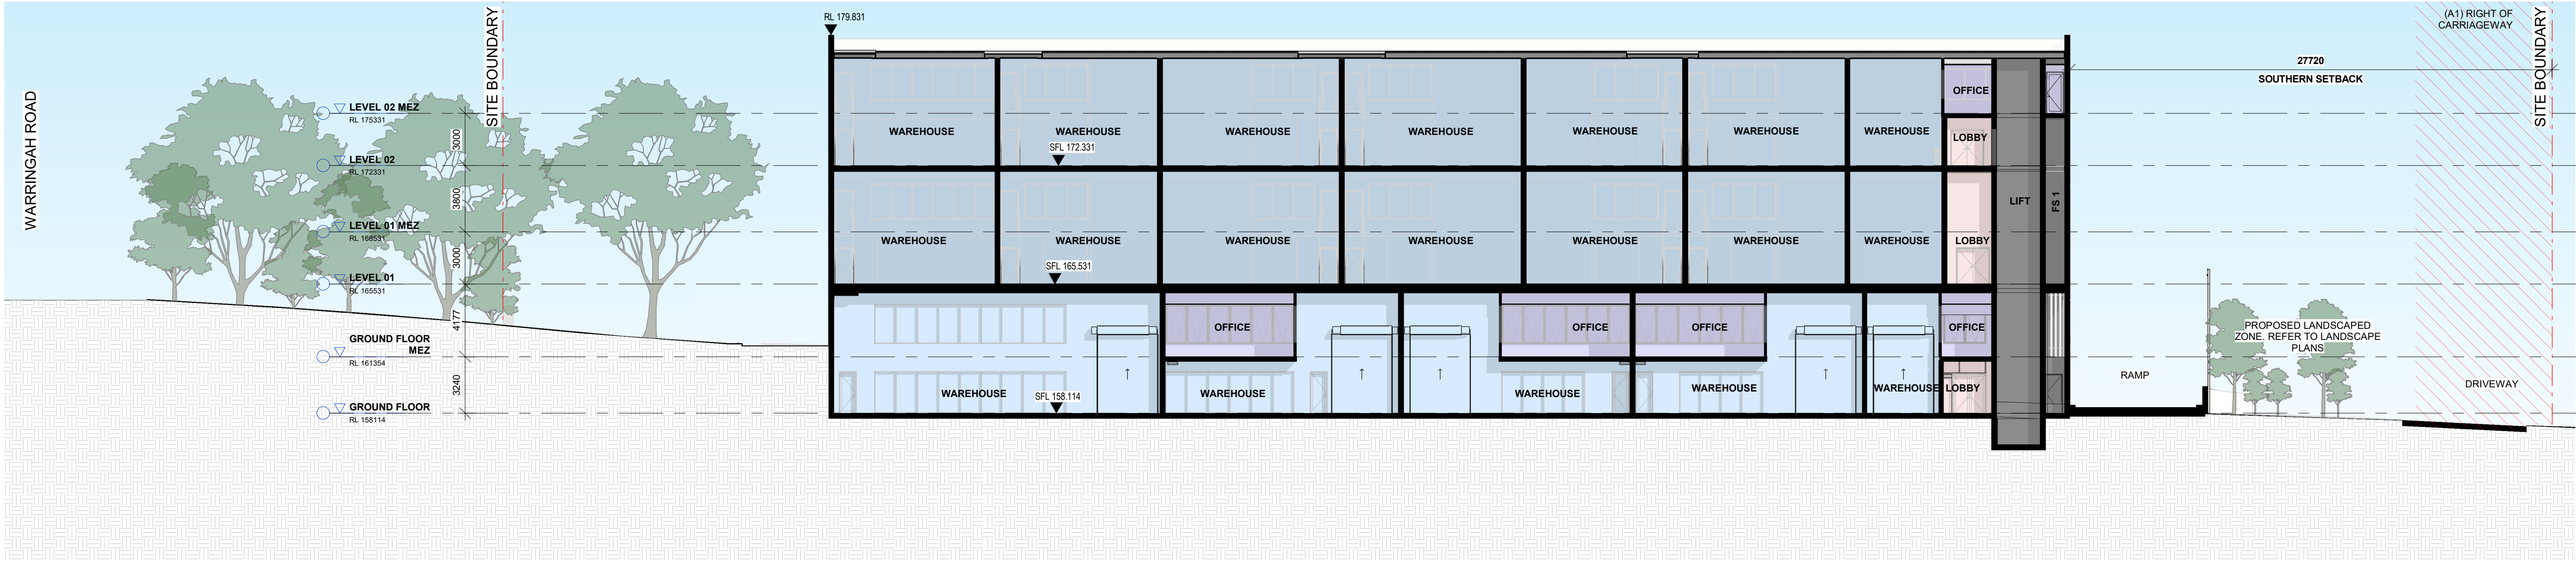 RL 179.831
(A1) RIGHT OF
CARRIAGEWAY
SITE BOUNDARY
SITE BOUNDARY
WARRINGAH ROAD
27720
SOUTHERN SETBACK
LEVEL 02 MEZ
RL 175331
3000
LEVEL 02
RL 172331
3800
LEVEL 01 MEZ
RL 168531
3000
LEVEL 01
RL 165531
4177
GROUND FLOOR
MEZ
RL 161354
3240
GROUND FLOOR
RL 158114
OFFICE
WAREHOUSE
WAREHOUSE
WAREHOUSE
WAREHOUSE
WAREHOUSE
WAREHOUSE
WAREHOUSE
LOBBY
SFL 172.331
LIFT
FS 1
WAREHOUSE
WAREHOUSE
WAREHOUSE
WAREHOUSE
WAREHOUSE
WAREHOUSE
WAREHOUSE
LOBBY
SFL 165.531
OFFICE
OFFICE
OFFICE
OFFICE
WAREHOUSE
SFL 158.114
WAREHOUSE
WAREHOUSE
WAREHOUSE
WAREHOUSE
LOBBY
PROPOSED LANDSCAPED
ZONE. REFER TO LANDSCAPE
PLANS
RAMP
DRIVEWAY